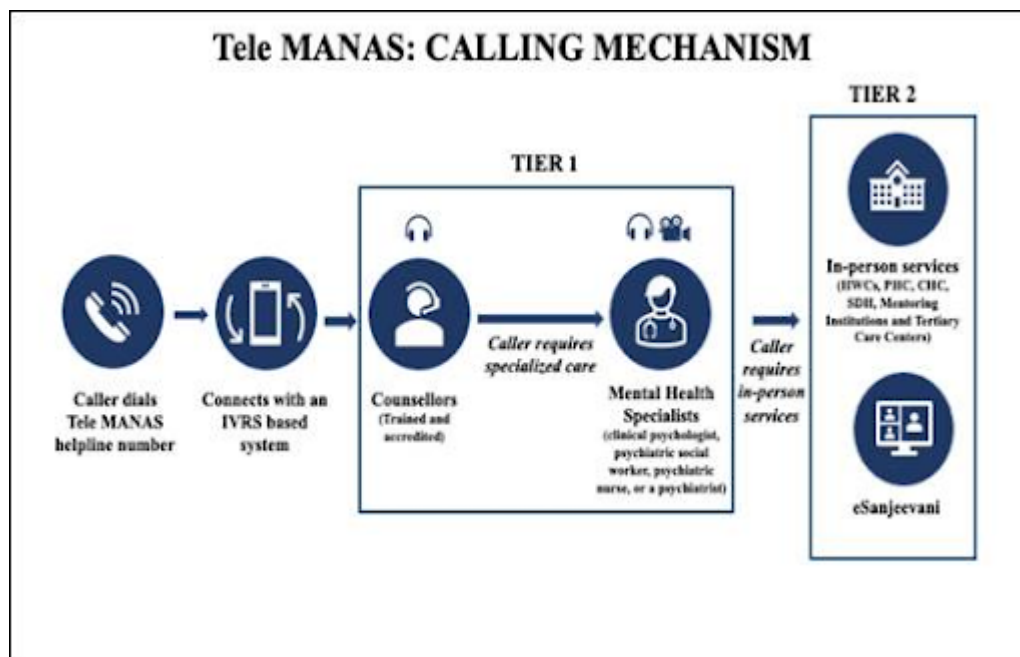 Tele MANAS: CALLING MECHANISM
TIER 2
TIER 1
Caller dials
Tele MANAS
helpline number
Connects with an
IVRS based
system
Counsellors
(Trained and
accredited)
Caller requires
specialized care
Mental Health
Specialists
(clinical psychologist,
psychiatric social
worker, psychiatric
nurse, or a psychiatrist)
Caller
requires
in-person
services
In-person services
(HWCs, PHC, CHC,
SDH, Mentoring
Institutions and Tertiary
Care Centers)
eSanjeevani